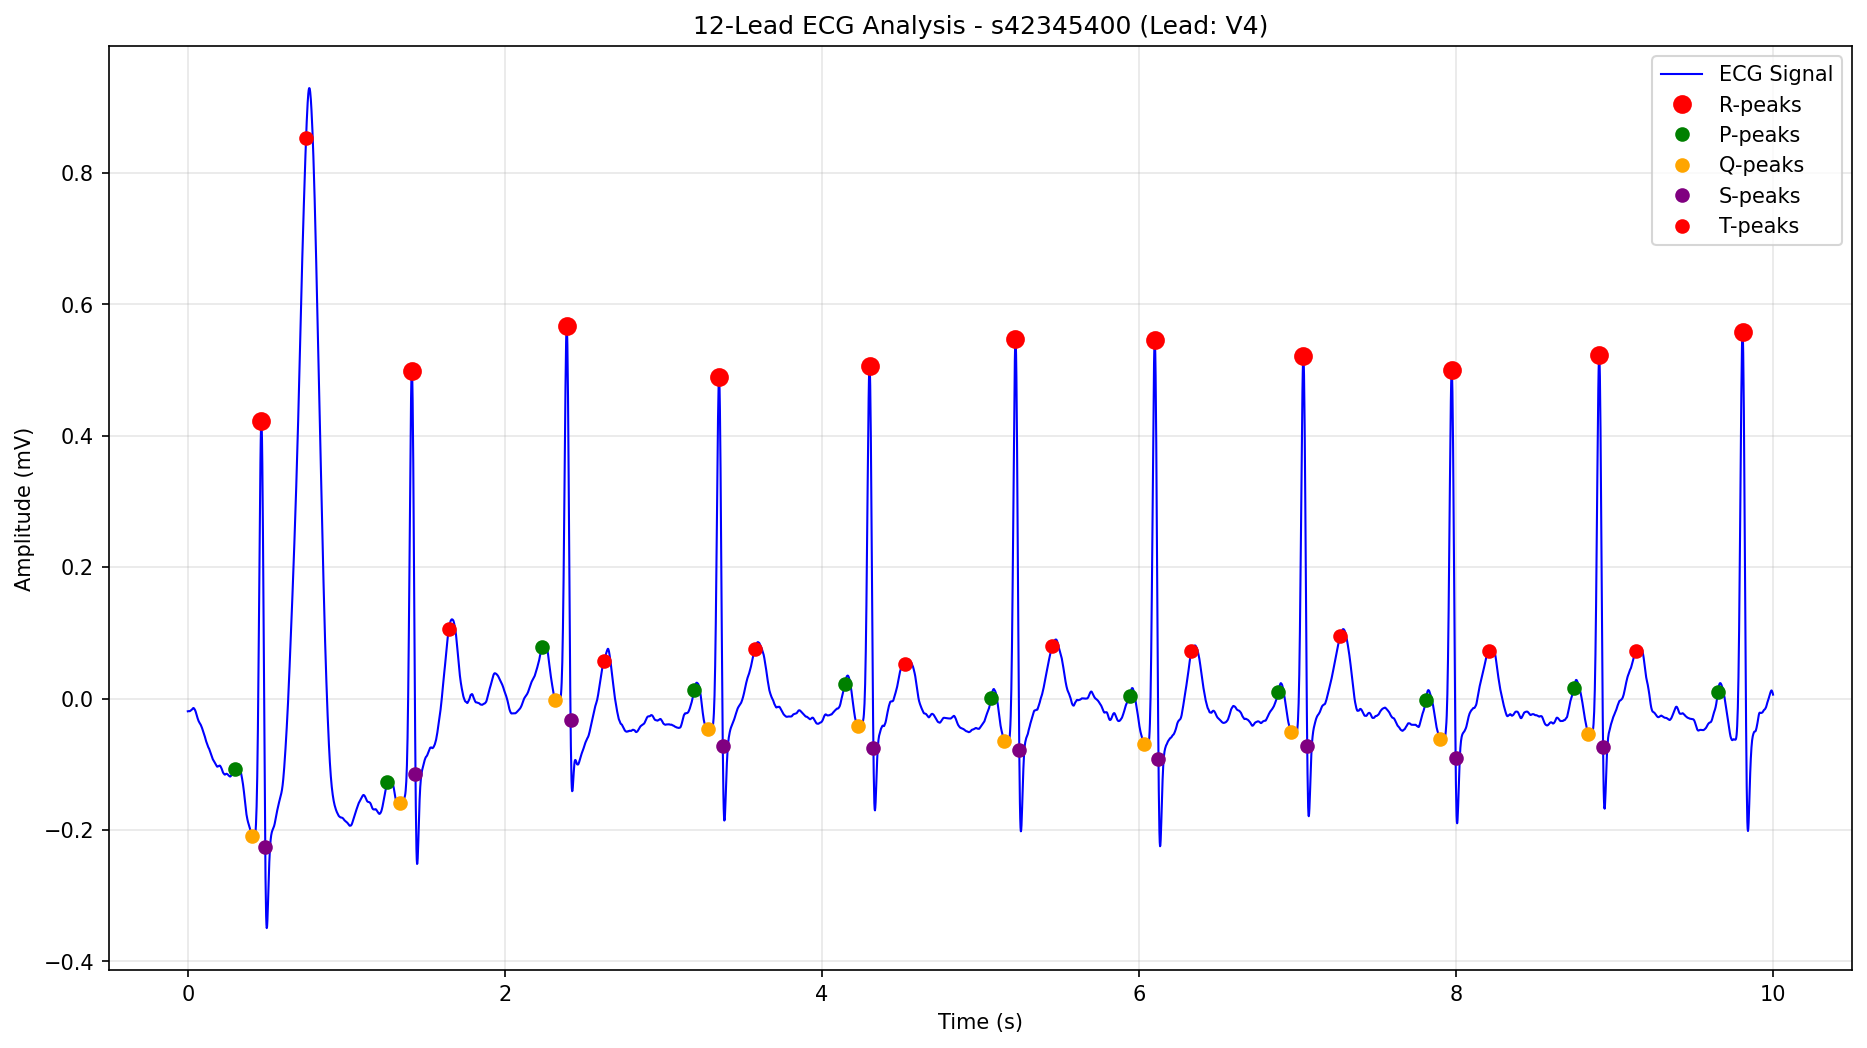 12-Lead ECG Analysis - s42345400 (Lead: V4)
ECG Signal
R-peaks
P-peaks
Q-peaks
S-peaks
T-peaks
Amplitude (mV)
0.8
0.6
0.4
0.2
0.0
−0.2
−0.4
0 2 4 6 8 10
Time (s)